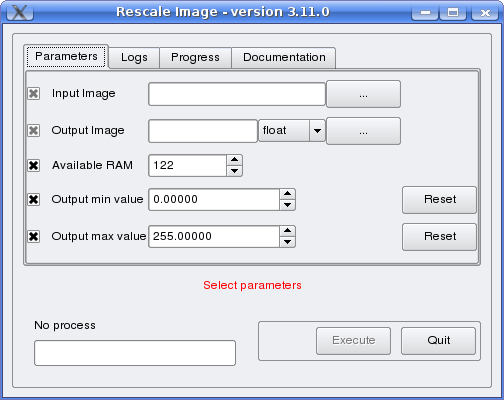 Rescale Image - version 3.11.0
Parameters Logs Progress Documentation
Input Image ...
Output Image float ...
Available RAM 122
Output min value 0.00000 Reset
Output max value 255.00000 Reset
Select parameters
No process
Execute Quit